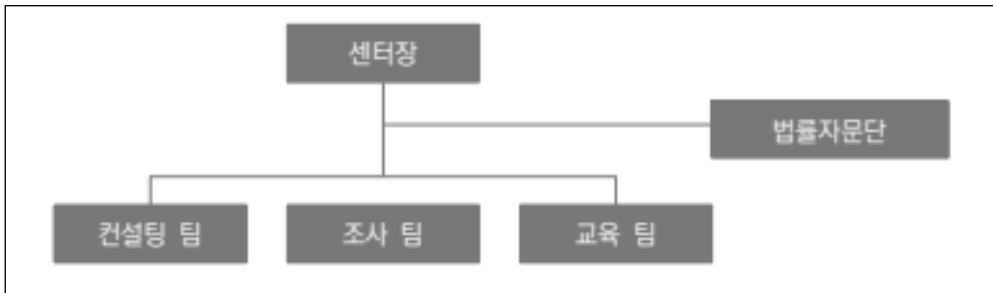 센터장
법률자문단
컨설팅 팀
조사 팀
교육 팀